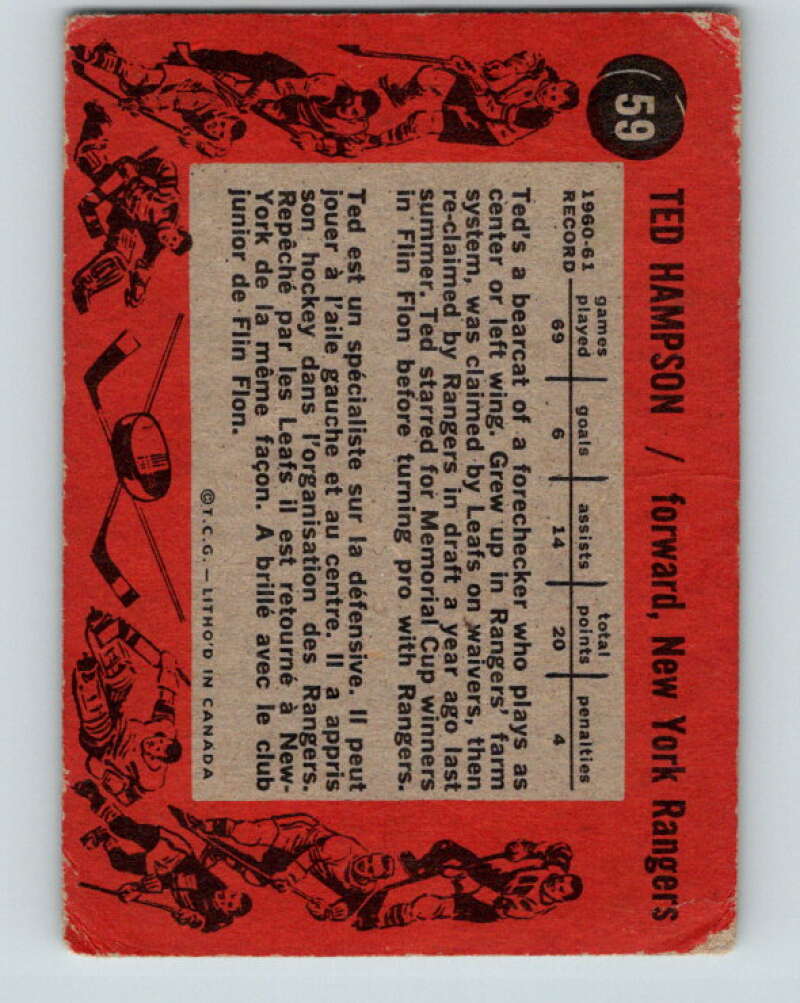 59
TED HAMPSON / forward, New York Rangers
1960-61 RECORD games played goals assists total points penalties
69 6 14 20 4
Ted's a bearcat of a forechecker who plays as
center or left wing. Grew up in Rangers' farm
system, was claimed by Leafs on waivers, then
re-claimed by Rangers in draft a year ago last
summer. Ted starred for Memorial Cup winners
in Flin Flon before turning pro with Rangers.
Ted est un spécialiste sur la défensive. Il peut
jouer à l'aile gauche et au centre. Il a appris
son hockey dans l'organisation des Rangers.
Repêché par les Leafs il est retourné à New-
York de la même façon. A brillé avec le club
junior de Flin Flon.
©T.C.G. — LITHO'D IN CANADA